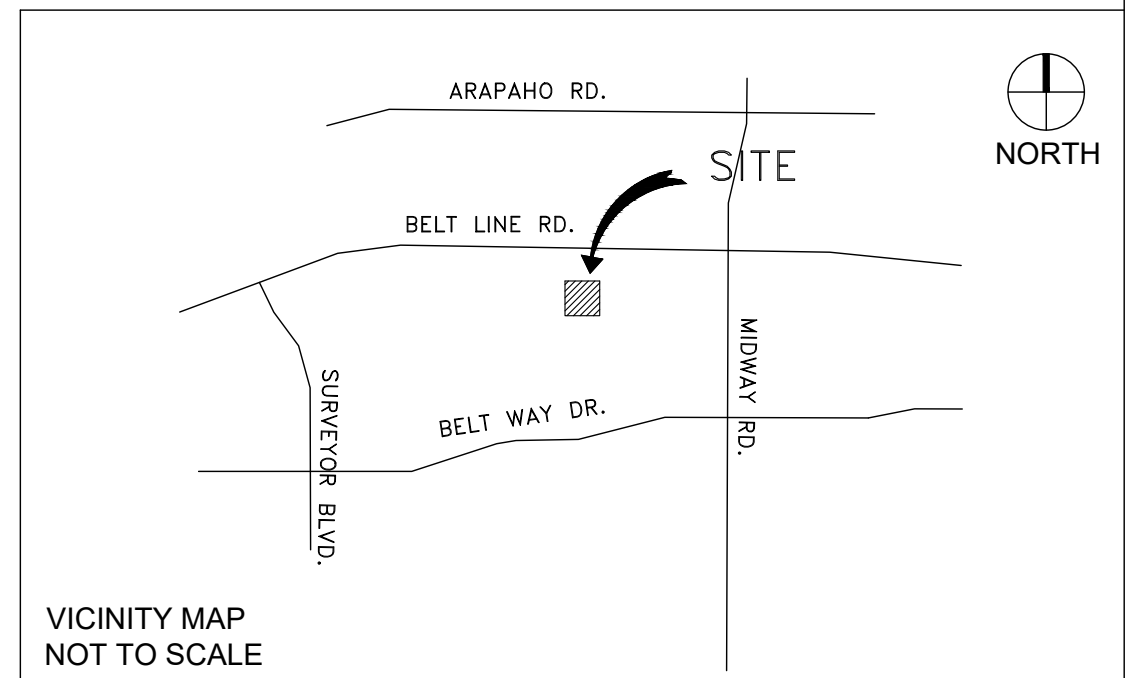 ARAPAHO RD.
NORTH
SITE
BELT LINE RD.
MIDWAY RD.
SURVEYOR BLVD.
BELT WAY DR.
VICINITY MAP
NOT TO SCALE